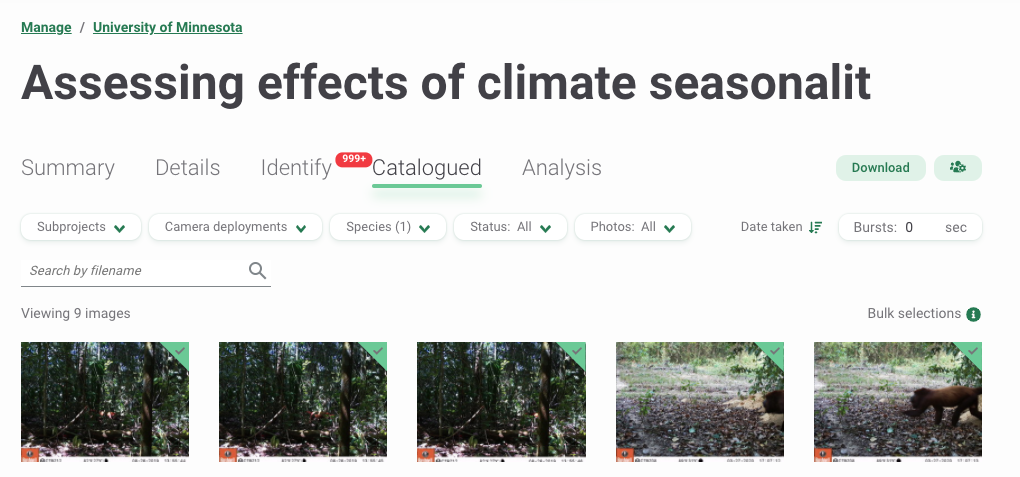 Manage / University of Minnesota
Assessing effects of climate seasonalit
Summary Details Identify 999+ Catalogued Analysis Download
Subprojects Camera deployments Species (1) Status: All Photos: All Date taken Bursts: 0 sec
Search by filename
Viewing 9 images Bulk selections